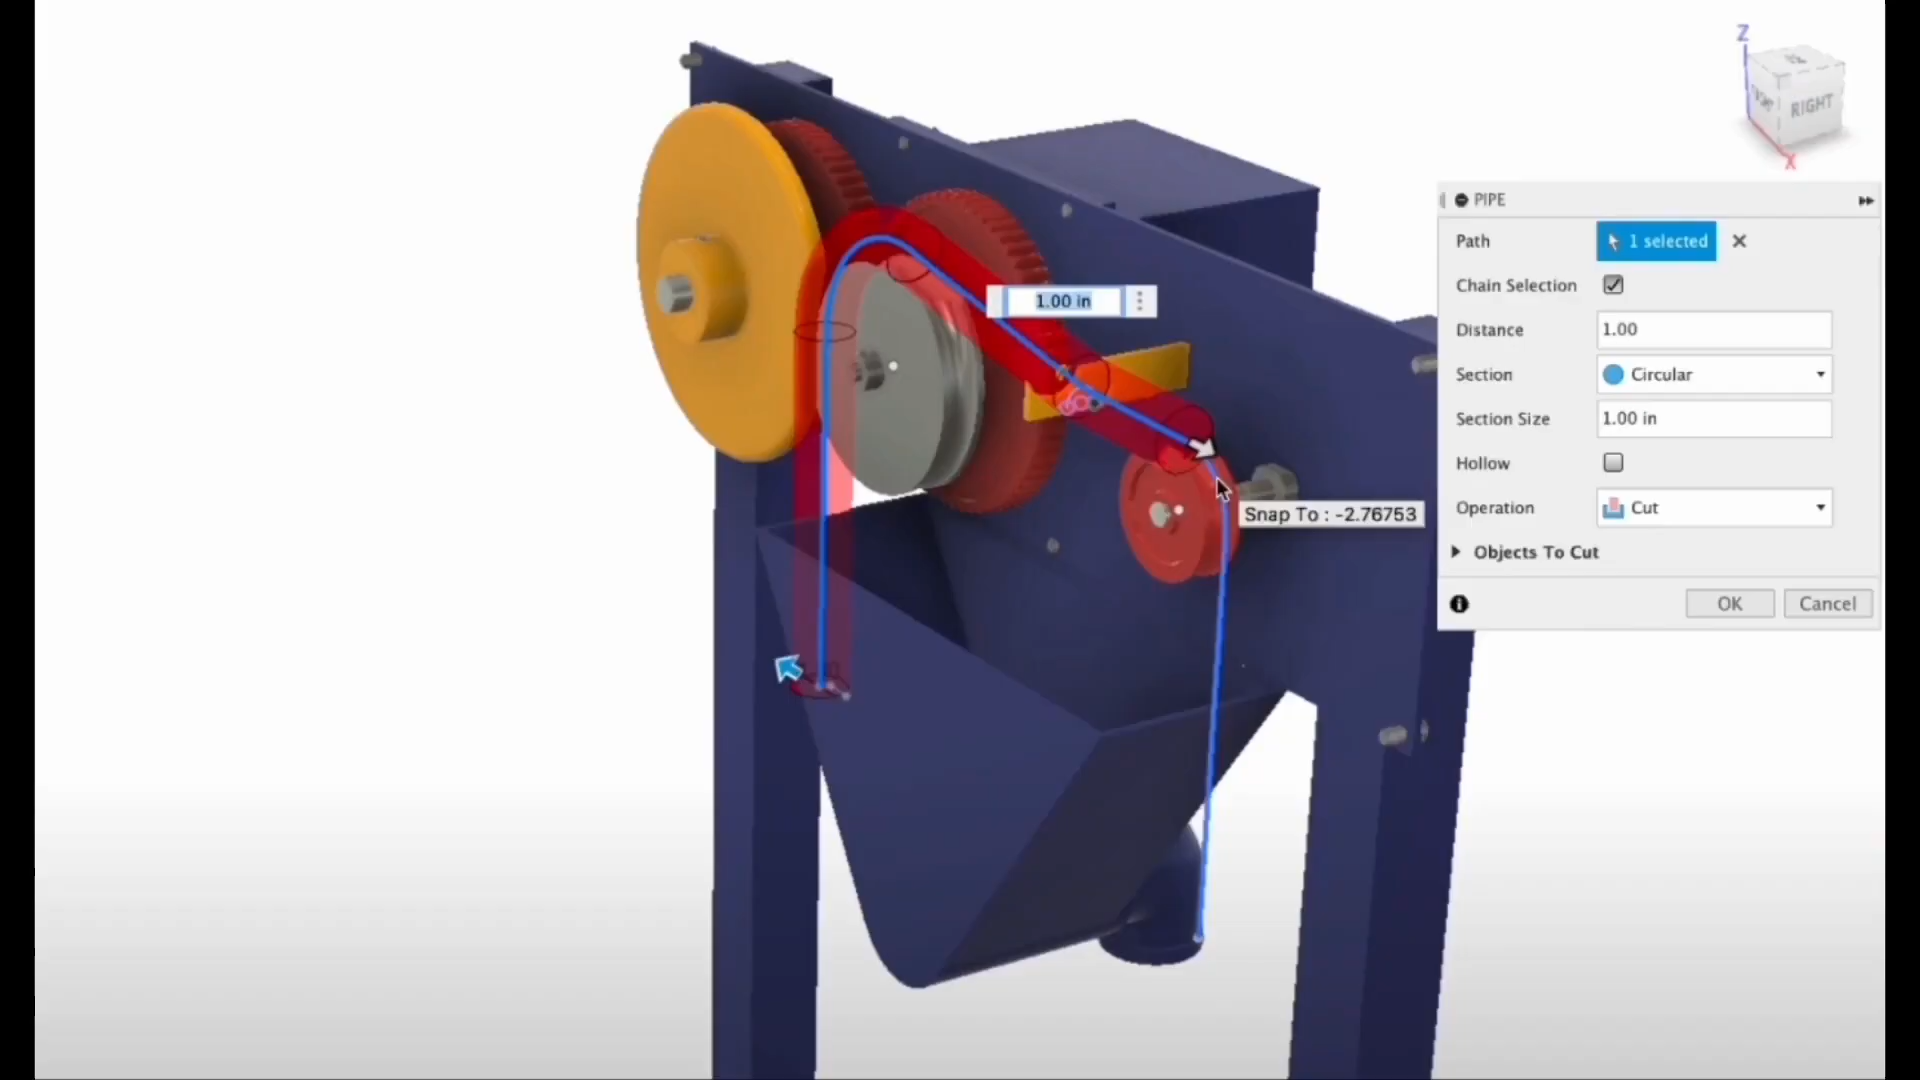 Z
RIGHT
X
PIPE
Path
1 selected
Chain Selection
Distance
1.00
Section
Circular
Section Size
1.00 in
Hollow
Operation
Cut
Objects To Cut
OK
Cancel
1.00 in
Snap To : -2.76753